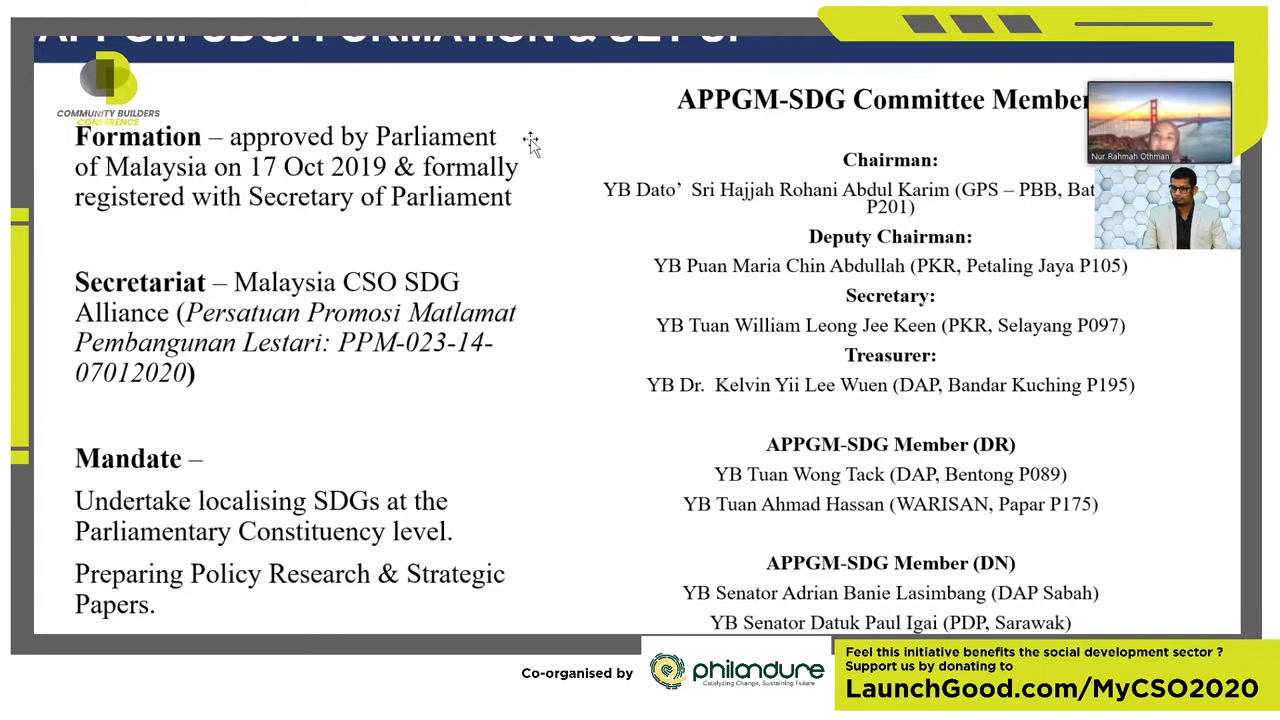 APPGM-SDG: FORMATION & SET UP
COMMUNITY BUILDERS
CONFERENCE
Formation – approved by Parliament
of Malaysia on 17 Oct 2019 & formally
registered with Secretary of Parliament
Secretariat – Malaysia CSO SDG
Alliance (Persatuan Promosi Matlamat
Pembangunan Lestari: PPM-023-14-
07012020)
Mandate –
Undertake localising SDGs at the
Parliamentary Constituency level.
Preparing Policy Research & Strategic
Papers.
APPGM-SDG Committee Member
Chairman:
YB Dato’ Sri Hajjah Rohani Abdul Karim (GPS – PBB, Bat
P201)
Deputy Chairman:
YB Puan Maria Chin Abdullah (PKR, Petaling Jaya P105)
Secretary:
YB Tuan William Leong Jee Keen (PKR, Selayang P097)
Treasurer:
YB Dr. Kelvin Yii Lee Wuen (DAP, Bandar Kuching P195)
APPGM-SDG Member (DR)
YB Tuan Wong Tack (DAP, Bentong P089)
YB Tuan Ahmad Hassan (WARISAN, Papar P175)
APPGM-SDG Member (DN)
YB Senator Adrian Banie Lasimbang (DAP Sabah)
YB Senator Datuk Paul Igai (PDP, Sarawak)
Nur Rahmah Othman
Co-organised by
philandure
Catalyzing Change, Sustaining Future
Feel this initiative benefits the social development sector ?
Support us by donating to
LaunchGood.com/MyCSO2020